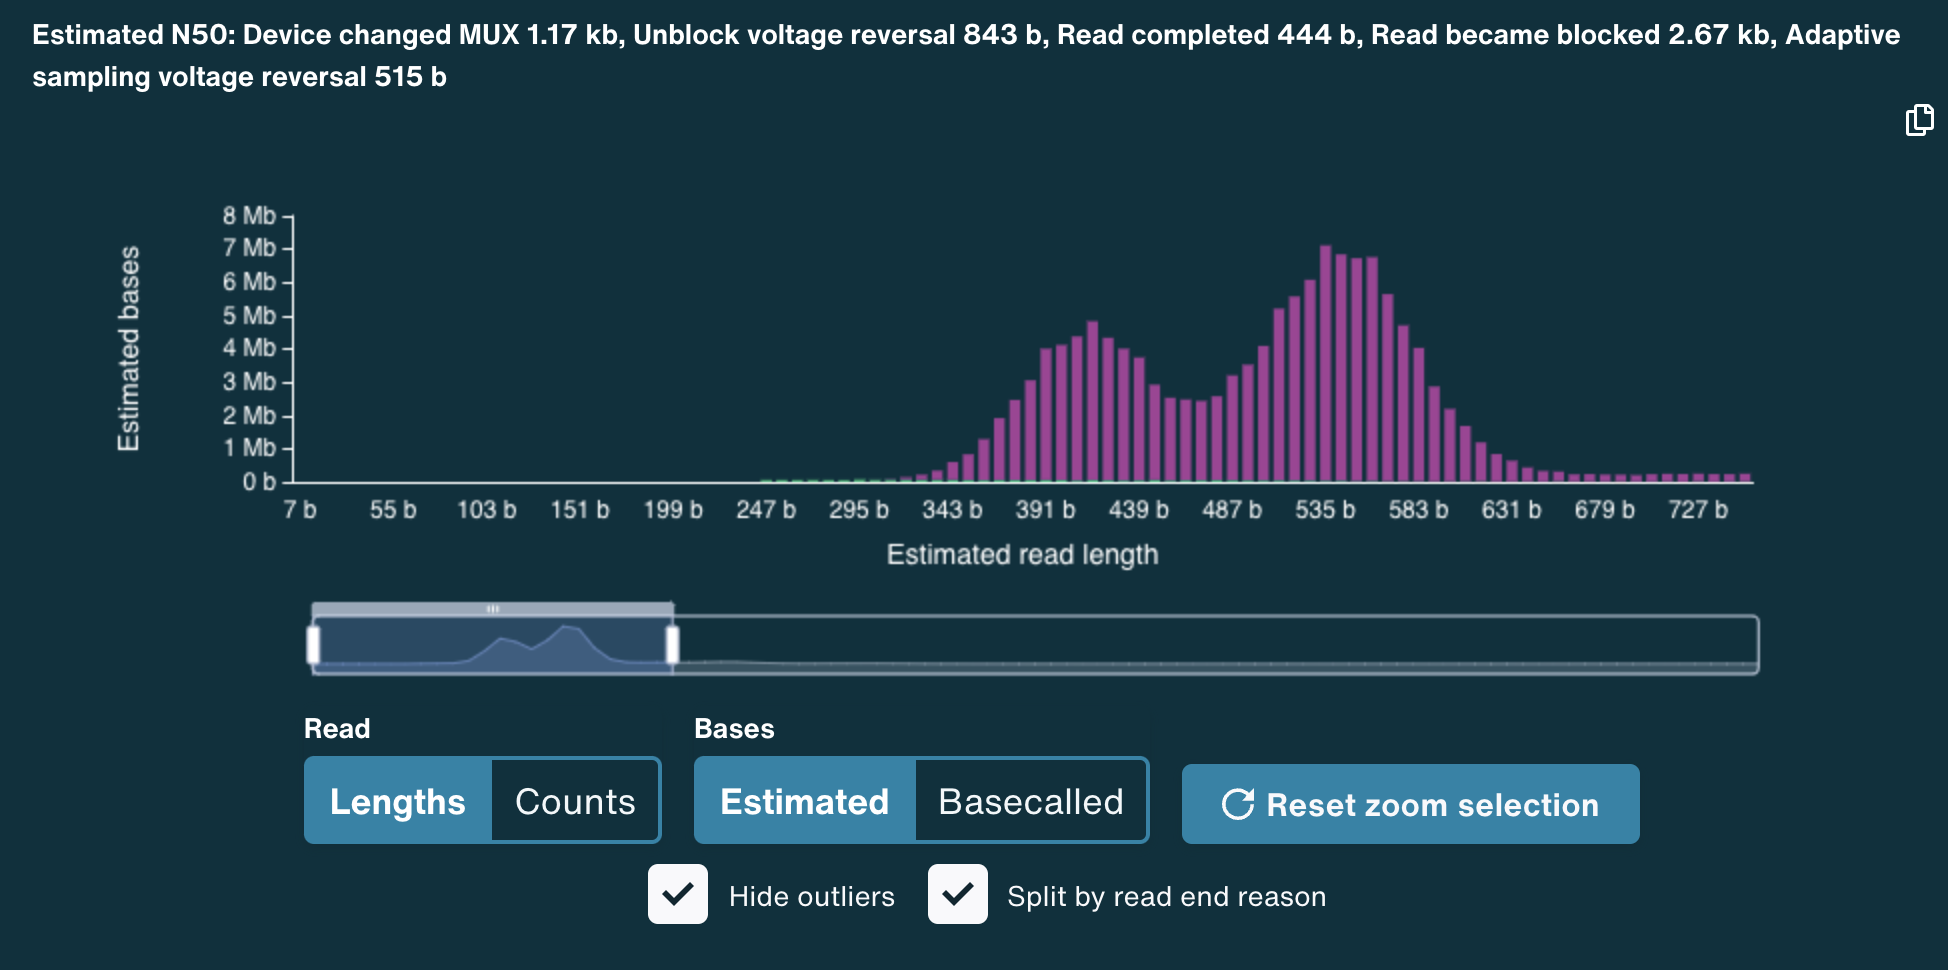 Estimated N50: Device changed MUX 1.17 kb, Unblock voltage reversal 843 b, Read completed 444 b, Read became blocked 2.67 kb, Adaptive
sampling voltage reversal 515 b
Estimated bases
8 Mb
7 Mb
6 Mb
5 Mb
4 Mb
3 Mb
2 Mb
1 Mb
0 b
7 b 55 b 103 b 151 b 199 b 247 b 295 b 343 b 391 b 439 b 487 b 535 b 583 b 631 b 679 b 727 b
Estimated read length
Read Bases
Lengths Counts Estimated Basecalled Reset zoom selection
Hide outliers Split by read end reason